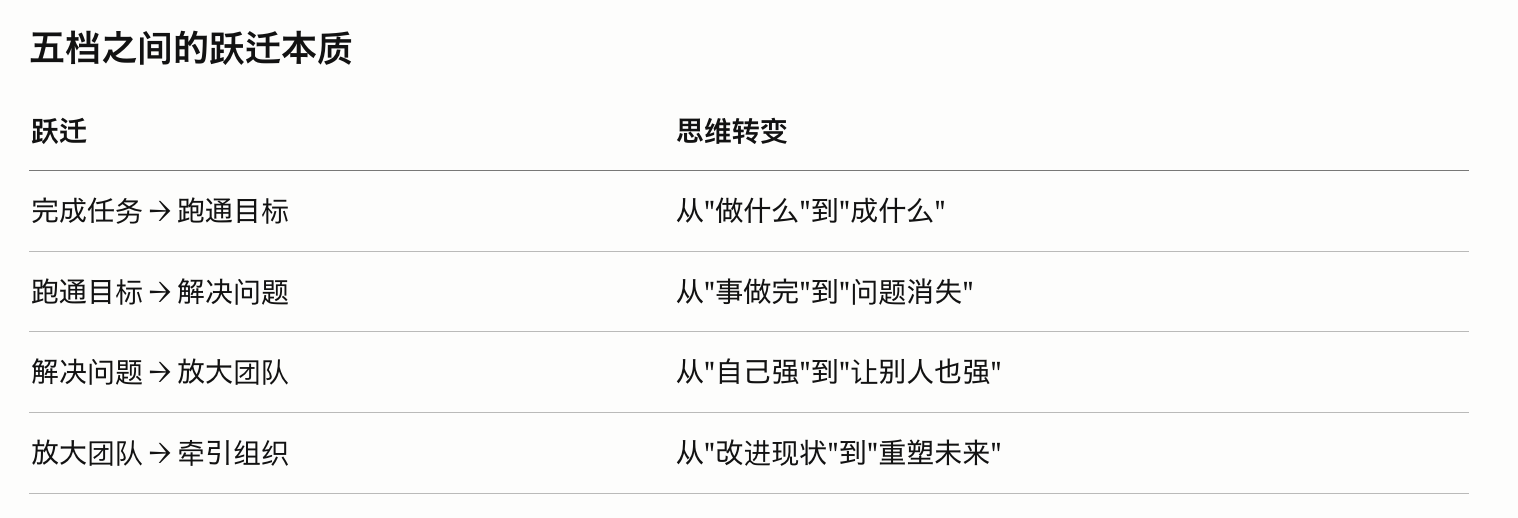 五档之间的跃迁本质
跃迁 思维转变
完成任务 → 跑通目标 从"做什么"到"成什么"
跑通目标 → 解决问题 从"事做完"到"问题消失"
解决问题 → 放大团队 从"自己强"到"让别人也强"
放大团队 → 牵引组织 从"改进现状"到"重塑未来"